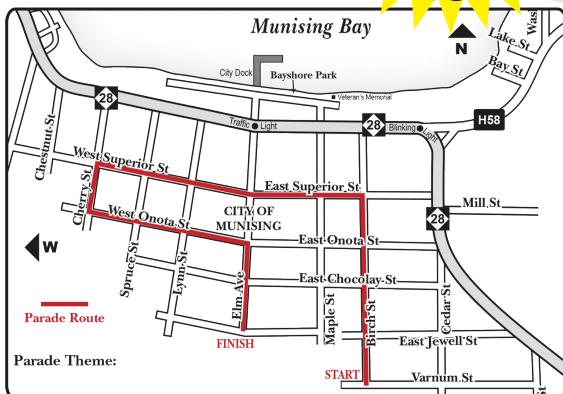 Munising Bay
N
Lake St
Was
Bay St
City Dock
Bayshore Park
Veteran's Memorial
28
Traffic Light
28
Blinking Light
H58
Chestnut St
West Superior St
East Superior St
Cherry St
West Onota St
CITY OF
MUNISING
Mill St
28
W
East Onota St
Spruce St
Lynn St
Elm Ave
East Chocolay St
Maple St
Birch St
Cedar St
Parade Route
FINISH
East Jewell St
Parade Theme:
START
Varnum St
St